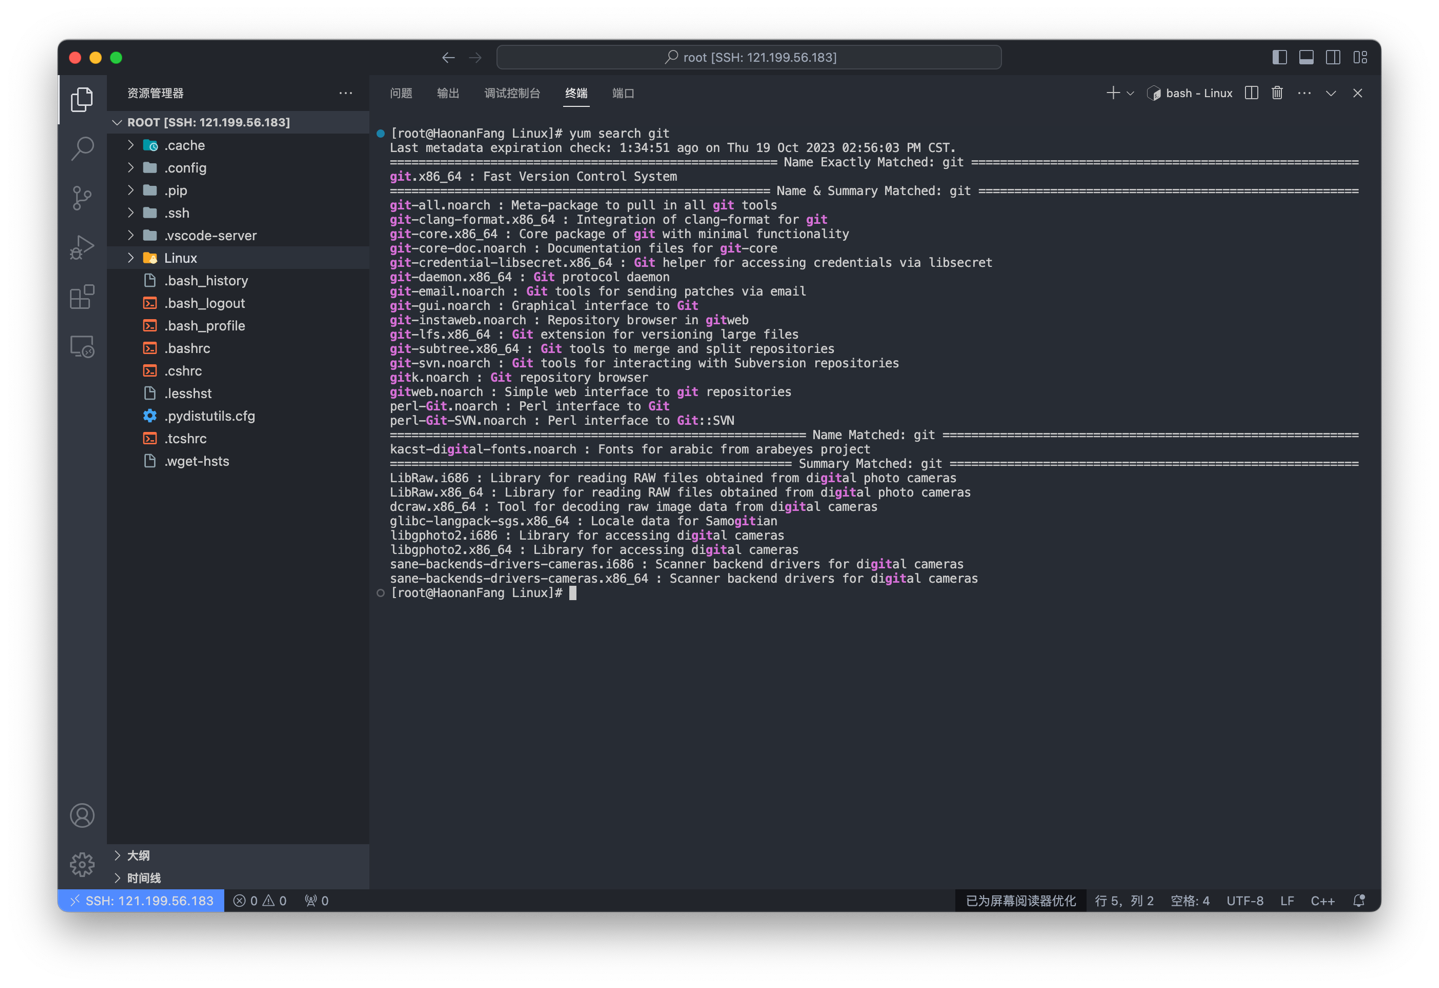 root [SSH: 121.199.56.183]
资源管理器
ROOT [SSH: 121.199.56.183]
.cache
.config
.pip
.ssh
.vscode-server
Linux
.bash_history
.bash_logout
.bash_profile
.bashrc
.cshrc
.lesshst
.pydistutils.cfg
.tcshrc
.wget-hsts
大纲
时间线
问题 输出 调试控制台 终端 端口
bash - Linux
[root@HaonanFang Linux]# yum search git
Last metadata expiration check: 1:34:51 ago on Thu 19 Oct 2023 02:56:03 PM CST.
====================================================== Name Exactly Matched: git ======================================================
git.x86_64 : Fast Version Control System
===================================================== Name & Summary Matched: git =====================================================
git-all.noarch : Meta-package to pull in all git tools
git-clang-format.x86_64 : Integration of clang-format for git
git-core.x86_64 : Core package of git with minimal functionality
git-core-doc.noarch : Documentation files for git-core
git-credential-libsecret.x86_64 : Git helper for accessing credentials via libsecret
git-daemon.x86_64 : Git protocol daemon
git-email.noarch : Git tools for sending patches via email
git-gui.noarch : Graphical interface to Git
git-instaweb.noarch : Repository browser in gitweb
git-lfs.x86_64 : Git extension for versioning large files
git-subtree.x86_64 : Git tools to merge and split repositories
git-svn.noarch : Git tools for interacting with Subversion repositories
gitk.noarch : Git repository browser
gitweb.noarch : Simple web interface to git repositories
perl-Git.noarch : Perl interface to Git
perl-Git-SVN.noarch : Perl interface to Git::SVN
========================================================== Name Matched: git ==========================================================
kacst-digital-fonts.noarch : Fonts for arabic from arabeyes project
======================================================== Summary Matched: git =========================================================
LibRaw.i686 : Library for reading RAW files obtained from digital photo cameras
LibRaw.x86_64 : Library for reading RAW files obtained from digital photo cameras
dcraw.x86_64 : Tool for decoding raw image data from digital cameras
glibc-langpack-sgs.x86_64 : Locale data for Samogitian
libgphoto2.i686 : Library for accessing digital cameras
libgphoto2.x86_64 : Library for accessing digital cameras
sane-backends-drivers-cameras.i686 : Scanner backend drivers for digital cameras
sane-backends-drivers-cameras.x86_64 : Scanner backend drivers for digital cameras
[root@HaonanFang Linux]#
SSH: 121.199.56.183 0 0 0 已为屏幕阅读器优化 行 5，列 2 空格: 4 UTF-8 LF C++